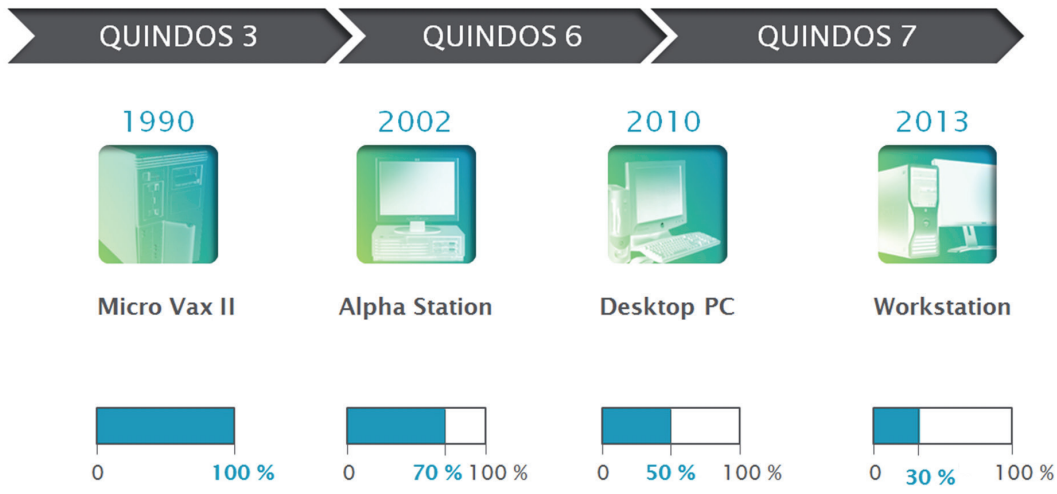 QUINDOS 3 QUINDOS 6 QUINDOS 7
1990 2002 2010 2013
Micro Vax II Alpha Station Desktop PC Workstation
0 100 % 0 70 % 100 % 0 50 % 100 % 0 30 % 100 %